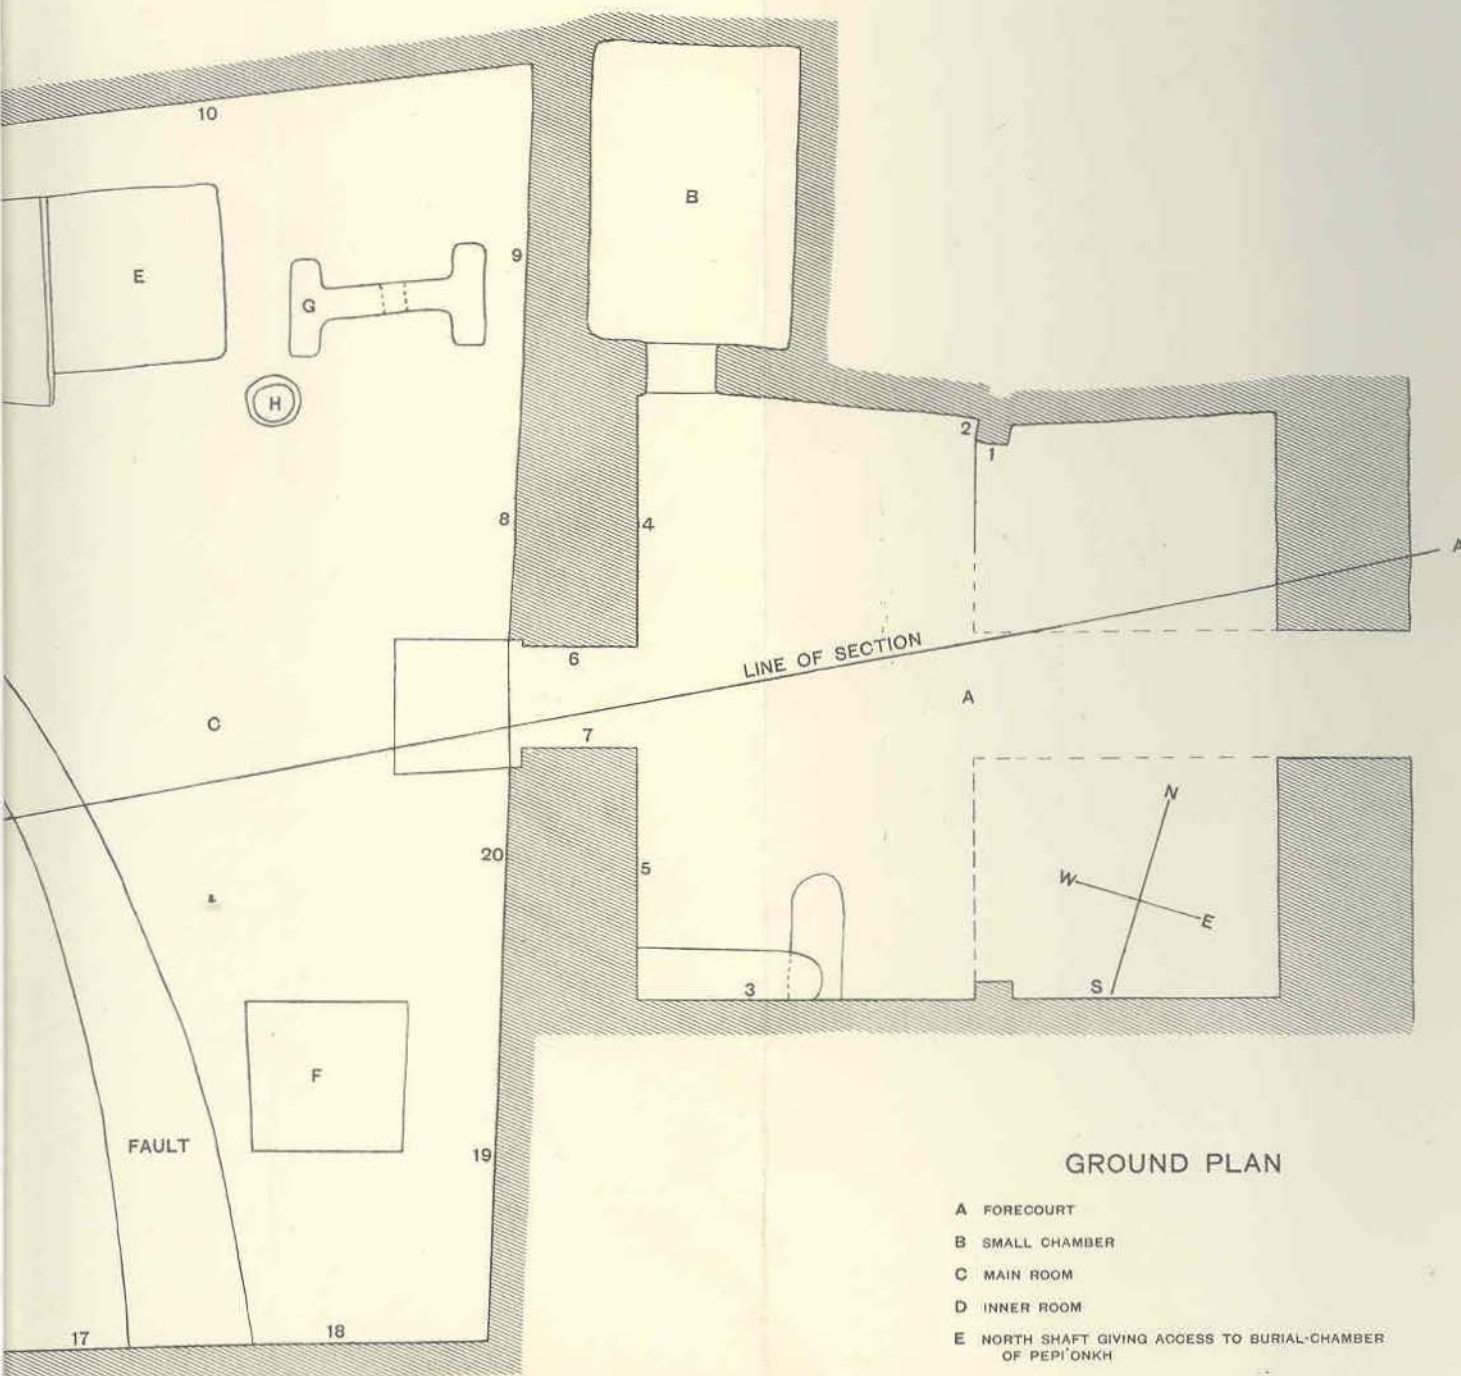 10
B
E
9
G
H
2
1
8
4
A
6
LINE OF SECTION
A
C
7
N
20
5
W
E
3
S
F
FAULT
19
GROUND PLAN
A FORECOURT
B SMALL CHAMBER
C MAIN ROOM
D INNER ROOM
E NORTH SHAFT GIVING ACCESS TO BURIAL-CHAMBER
OF PEPI'ONKH
17
18